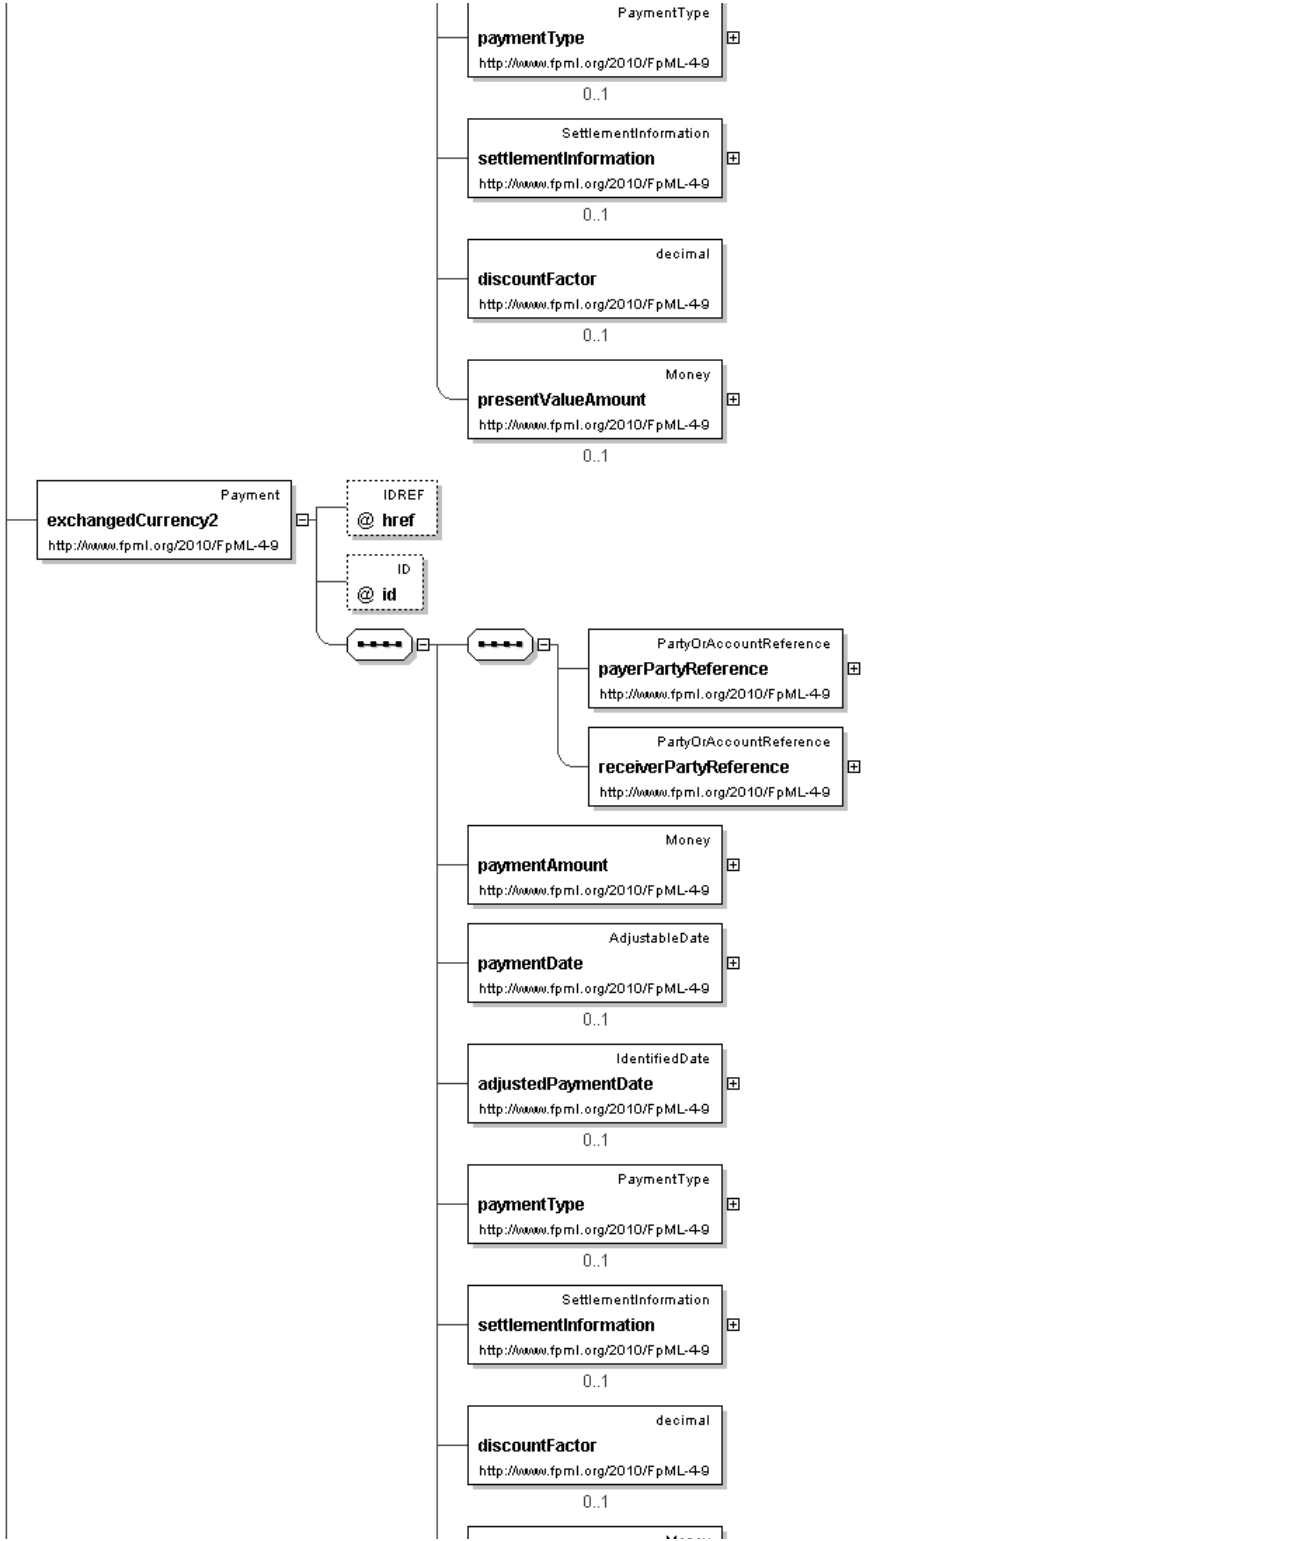 PaymentType
paymentType
http://www.fpml.org/2010/FpML-4-9
0..1
SettlementInformation
settlementInformation
http://www.fpml.org/2010/FpML-4-9
0..1
decimal
discountFactor
http://www.fpml.org/2010/FpML-4-9
0..1
Money
presentValueAmount
http://www.fpml.org/2010/FpML-4-9
0..1
Payment
exchangedCurrency2
http://www.fpml.org/2010/FpML-4-9
IDREF
@ href
ID
@ id
PartyOrAccountReference
payerPartyReference
http://www.fpml.org/2010/FpML-4-9
PartyOrAccountReference
receiverPartyReference
http://www.fpml.org/2010/FpML-4-9
Money
paymentAmount
http://www.fpml.org/2010/FpML-4-9
AdjustableDate
paymentDate
http://www.fpml.org/2010/FpML-4-9
0..1
IdentifiedDate
adjustedPaymentDate
http://www.fpml.org/2010/FpML-4-9
0..1
PaymentType
paymentType
http://www.fpml.org/2010/FpML-4-9
0..1
SettlementInformation
settlementInformation
http://www.fpml.org/2010/FpML-4-9
0..1
decimal
discountFactor
http://www.fpml.org/2010/FpML-4-9
0..1